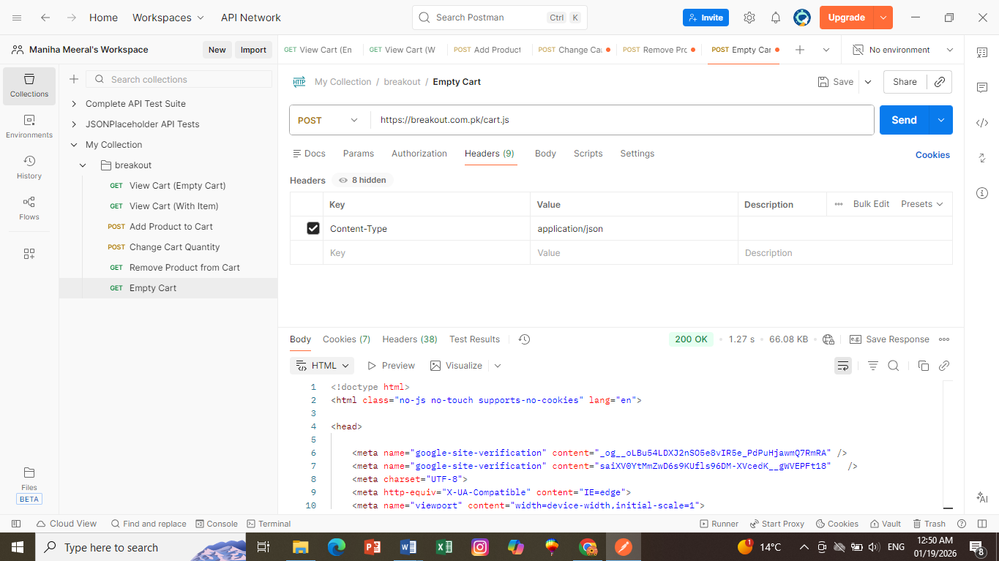 Home Workspaces API Network Search Postman Ctrl K Invite Upgrade
Maniha Meeral's Workspace New Import GET View Cart (En GET View Cart (W POST Add Product POST Change Ca POST Remove Pro POST Empty Car No environment
Collections
Environments
History
Flows
Files
BETA
Search collections
Complete API Test Suite
JSONPlaceholder API Tests
My Collection
breakout
GET View Cart (Empty Cart)
GET View Cart (With Item)
POST Add Product to Cart
POST Change Cart Quantity
GET Remove Product from Cart
GET Empty Cart
HTTP My Collection / breakout / Empty Cart Save Share
POST https://breakout.com.pk/cart.js Send
Docs Params Authorization Headers (9) Body Scripts Settings Cookies
Headers 8 hidden
Key Value Description Bulk Edit Presets
Content-Type application/json
Key Value Description
Body Cookies (7) Headers (38) Test Results 200 OK 1.27 s 66.08 KB e.g. Save Response
HTML Preview Visualize
1 <!doctype html>
2 <html class="no-js no-touch supports-no-cookies" lang="en">
3
4 <head>
5
6 <meta name="google-site-verification" content="_og__oLBu54LDXJ2nSO5e8vIR5e_PdPuHjawmQ7RmRA" />
7 <meta name="google-site-verification" content="saiXV0YtMmZwD6s9KUfls96DM-XVcedK__gWVEPFt18" />
8 <meta charset="UTF-8">
9 <meta http-equiv="X-UA-Compatible" content="IE=edge">
10 <meta name="viewport" content="width=device-width,initial-scale=1">
Cloud View Find and replace Console Terminal Runner Start Proxy Cookies Vault Trash
Type here to search 1 14°C ENG 12:50 AM
01/19/2026 8